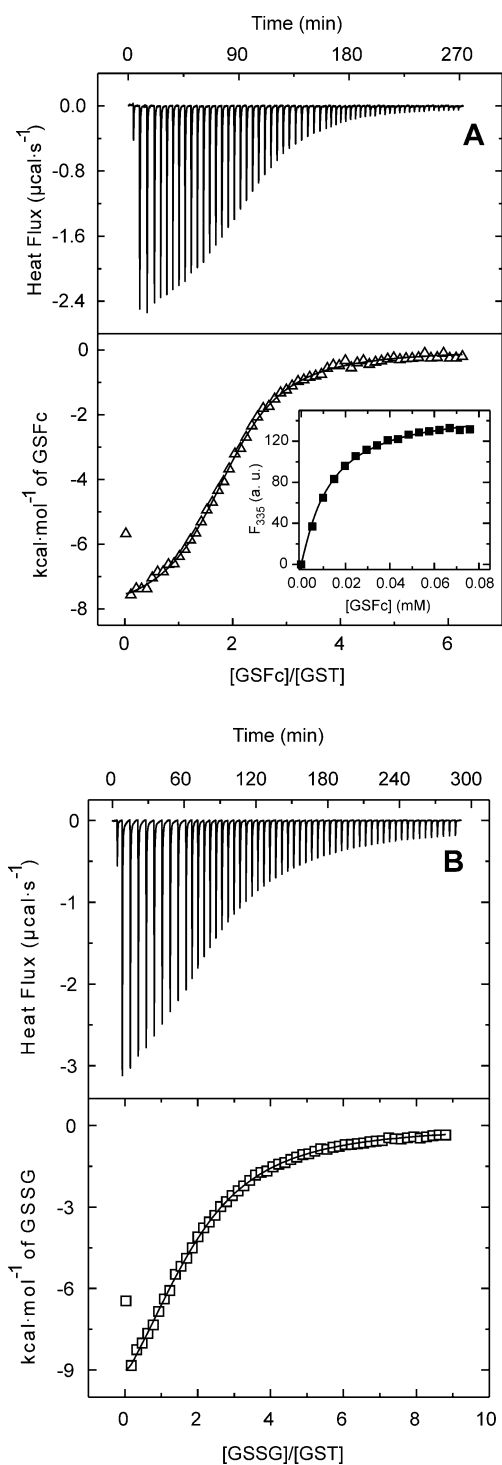 Time (min)
0 90 180 270
0.0
-0.8
-1.6
-2.4
Heat Flux (µcal·s⁻¹)
A
0
-2
-4
-6
-8
kcal·mol⁻¹ of GSFc
120
80
40
0
F₃₃₅ (a. u.)
0.00 0.02 0.04 0.06 0.08
[GSFc] (mM)
0 2 4 6
[GSFc]/[GST]
Time (min)
0 60 120 180 240 300
0
-1
-2
-3
Heat Flux (µcal·s⁻¹)
B
0
-3
-6
-9
kcal·mol⁻¹ of GSSG
0 2 4 6 8 10
[GSSG]/[GST]